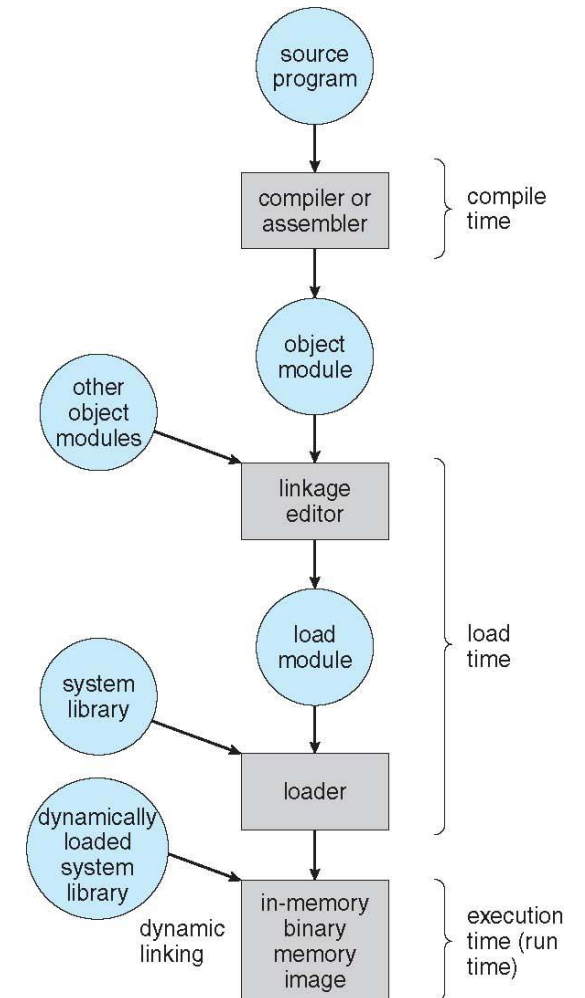 source
program
compiler or
assembler
compile
time
object
module
other
object
modules
linkage
editor
load
module
load
time
system
library
loader
dynamically
loaded
system
library
dynamic
linking
in-memory
binary
memory
image
execution
time (run
time)